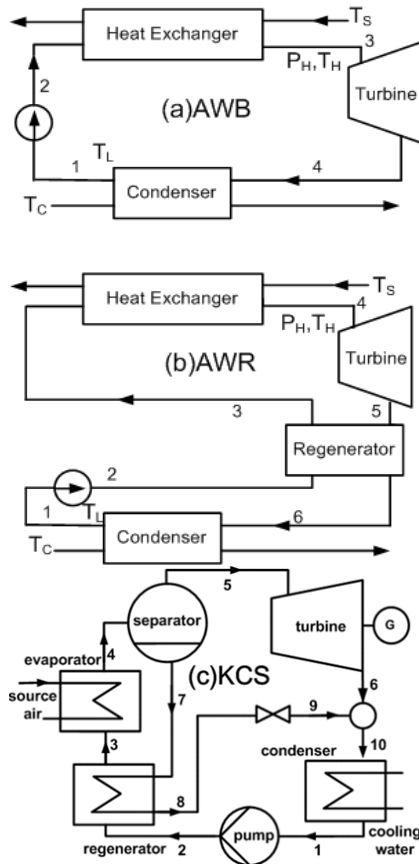 Heat Exchanger
T_S
2
P_H,T_H
3
(a)AWB
Turbine
T_L
1
4
Condenser
T_C
Heat Exchanger
T_S
4
P_H,T_H
(b)AWR
Turbine
3
5
Regenerator
2
1
T_L
6
Condenser
T_C
5
separator
turbine
G
evaporator
4
(c)KCS
source
air
7
9
6
3
condenser
10
8
regenerator
2
pump
1
cooling
water